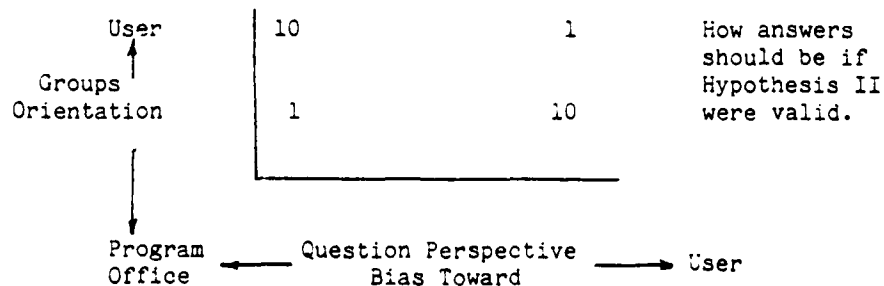 User 10 1 How answers
should be if
Groups Hypothesis II
Orientation 1 10 were valid.
Program Question Perspective User
Office Bias Toward